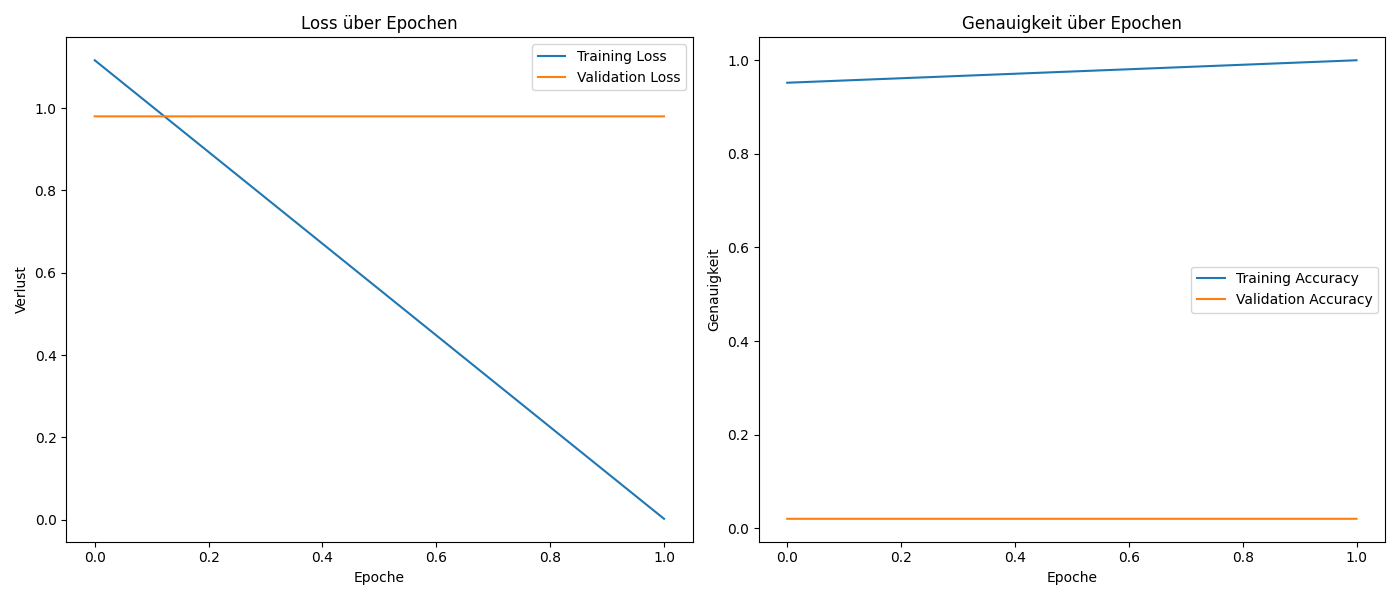 Loss über Epochen
Training Loss
Validation Loss
1.0
0.8
0.6
0.4
0.2
0.0
Verlust
0.0 0.2 0.4 0.6 0.8 1.0
Epoche
Genauigkeit über Epochen
1.0
0.8
0.6
0.4
0.2
0.0
Genauigkeit
Training Accuracy
Validation Accuracy
0.0 0.2 0.4 0.6 0.8 1.0
Epoche